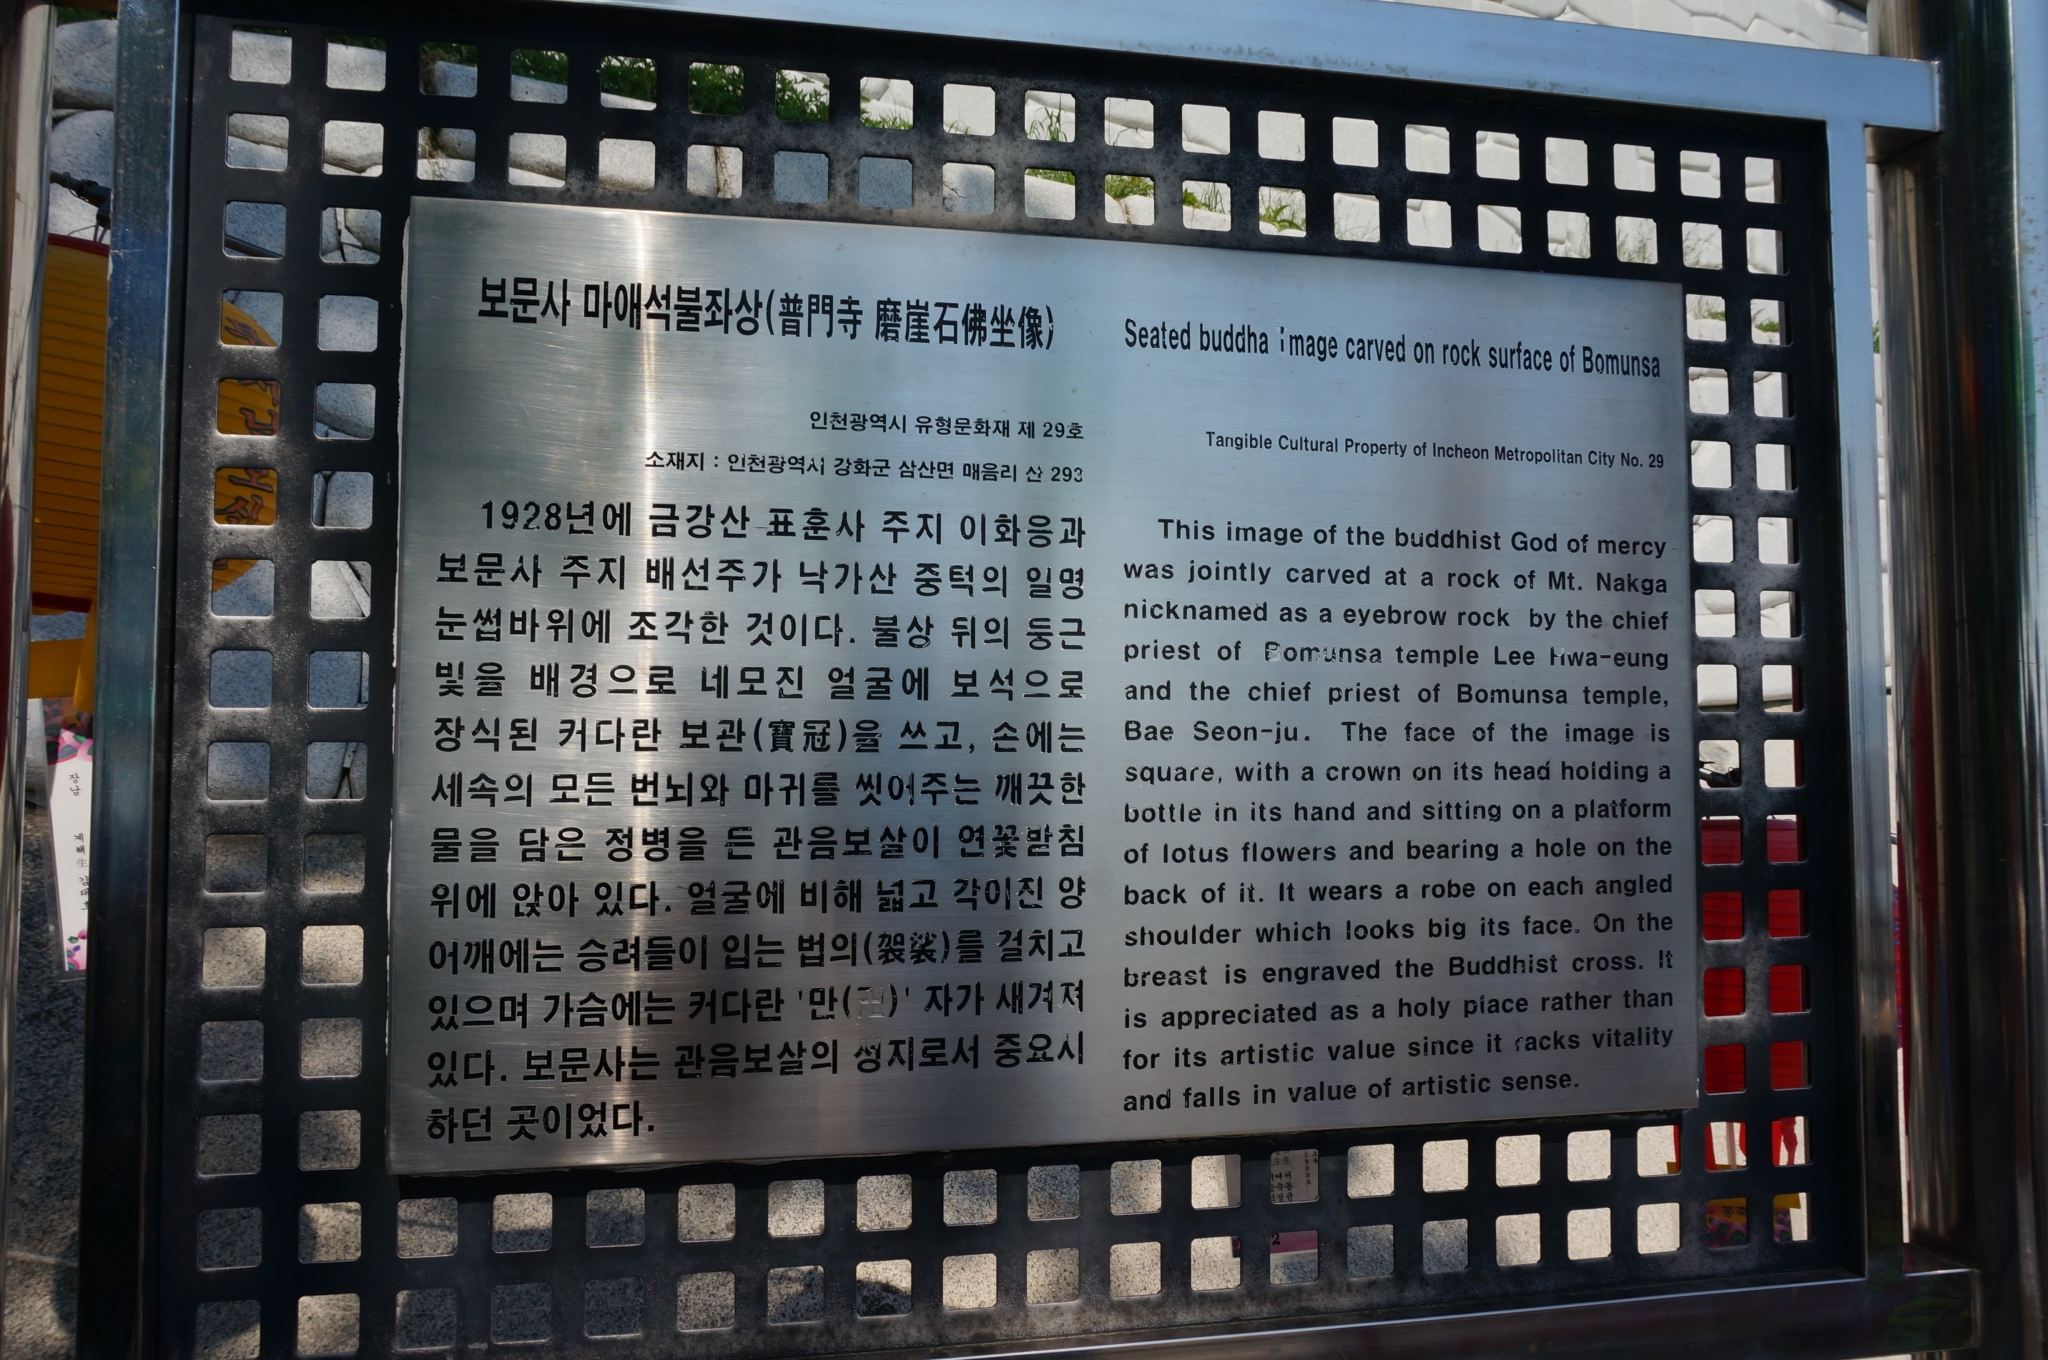 보문사 마애석불좌상(普門寺 磨崖石佛坐像)
인천광역시 유형문화재 제 29호
소재지 : 인천광역시 강화군 삼산면 매음리 산 293
1928년에 금강산 표훈사 주지 이화응과
보문사 주지 배선주가 낙가산 중턱의 일명
눈썹바위에 조각한 것이다. 불상 뒤의 둥근
빛을 배경으로 네모진 얼굴에 보석으로
장식된 커다란 보관(寶冠)을 쓰고, 손에는
세속의 모든 번뇌와 마귀를 씻어주는 깨끗한
물을 담은 정병을 든 관음보살이 연꽃받침
위에 앉아 있다. 얼굴에 비해 넓고 각이진 양
어깨에는 승려들이 입는 법의(袈裟)를 걸치고
있으며 가슴에는 커다란 '만(卍)' 자가 새겨져
있다. 보문사는 관음보살의 성지로서 중요시
하던 곳이었다.
Seated buddha image carved on rock surface of Bomunsa
Tangible Cultural Property of Incheon Metropolitan City No. 29
This image of the buddhist God of mercy
was jointly carved at a rock of Mt. Nakga
nicknamed as a eyebrow rock by the chief
priest of Bomunsa temple Lee Hwa-eung
and the chief priest of Bomunsa temple,
Bae Seon-ju. The face of the image is
square, with a crown on its head holding a
bottle in its hand and sitting on a platform
of lotus flowers and bearing a hole on the
back of it. It wears a robe on each angled
shoulder which looks big its face. On the
breast is engraved the Buddhist cross. It
is appreciated as a holy place rather than
for its artistic value since it racks vitality
and falls in value of artistic sense.
장남